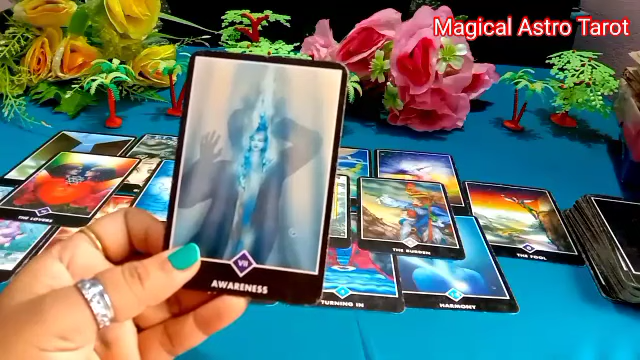 Magical Astro Tarot
VII
AWARENESS
THE LOVERS
THE BURDEN
THE FOOL
TURNING IN
HARMONY